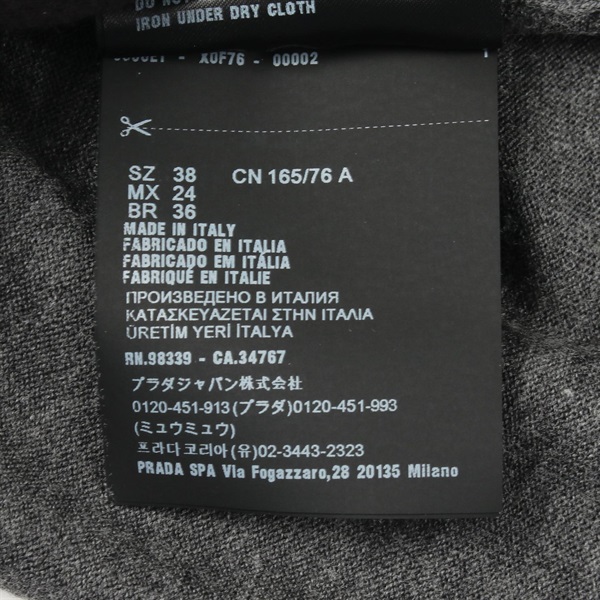 DO NO
IRON UNDER DRY CLOTH
- X0F76 - 00002
SZ 38 CN 165/76 A
MX 24
BR 36
MADE IN ITALY
FABRICADO EN ITALIA
FABRICADO EM ITÁLIA
FABRIQUÉ EN ITALIE
ПРОИЗВЕДЕНО В ИТАЛИЯ
ΚΑΤΑΣΚΕΥΑΖΕΤΑΙ ΣΤΗΝ ΙΤΑΛΙΑ
ÜRETİM YERİ İTALYA
RN.98339 - CA.34767
プラダジャパン株式会社
0120-451-913(プラダ)0120-451-993
(ミュウミュウ)
프라다코리아 (유)02-3443-2323
PRADA SPA Via Fogazzaro,28 20135 Milano